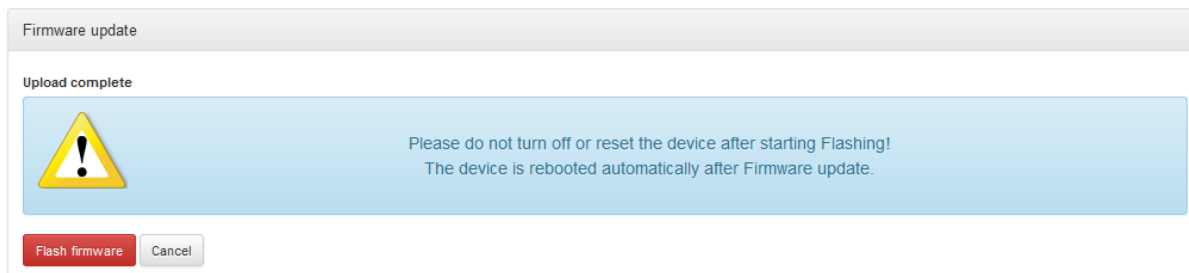 Firmware update
Upload complete
Please do not turn off or reset the device after starting Flashing!
The device is rebooted automatically after Firmware update.
Flash firmware
Cancel